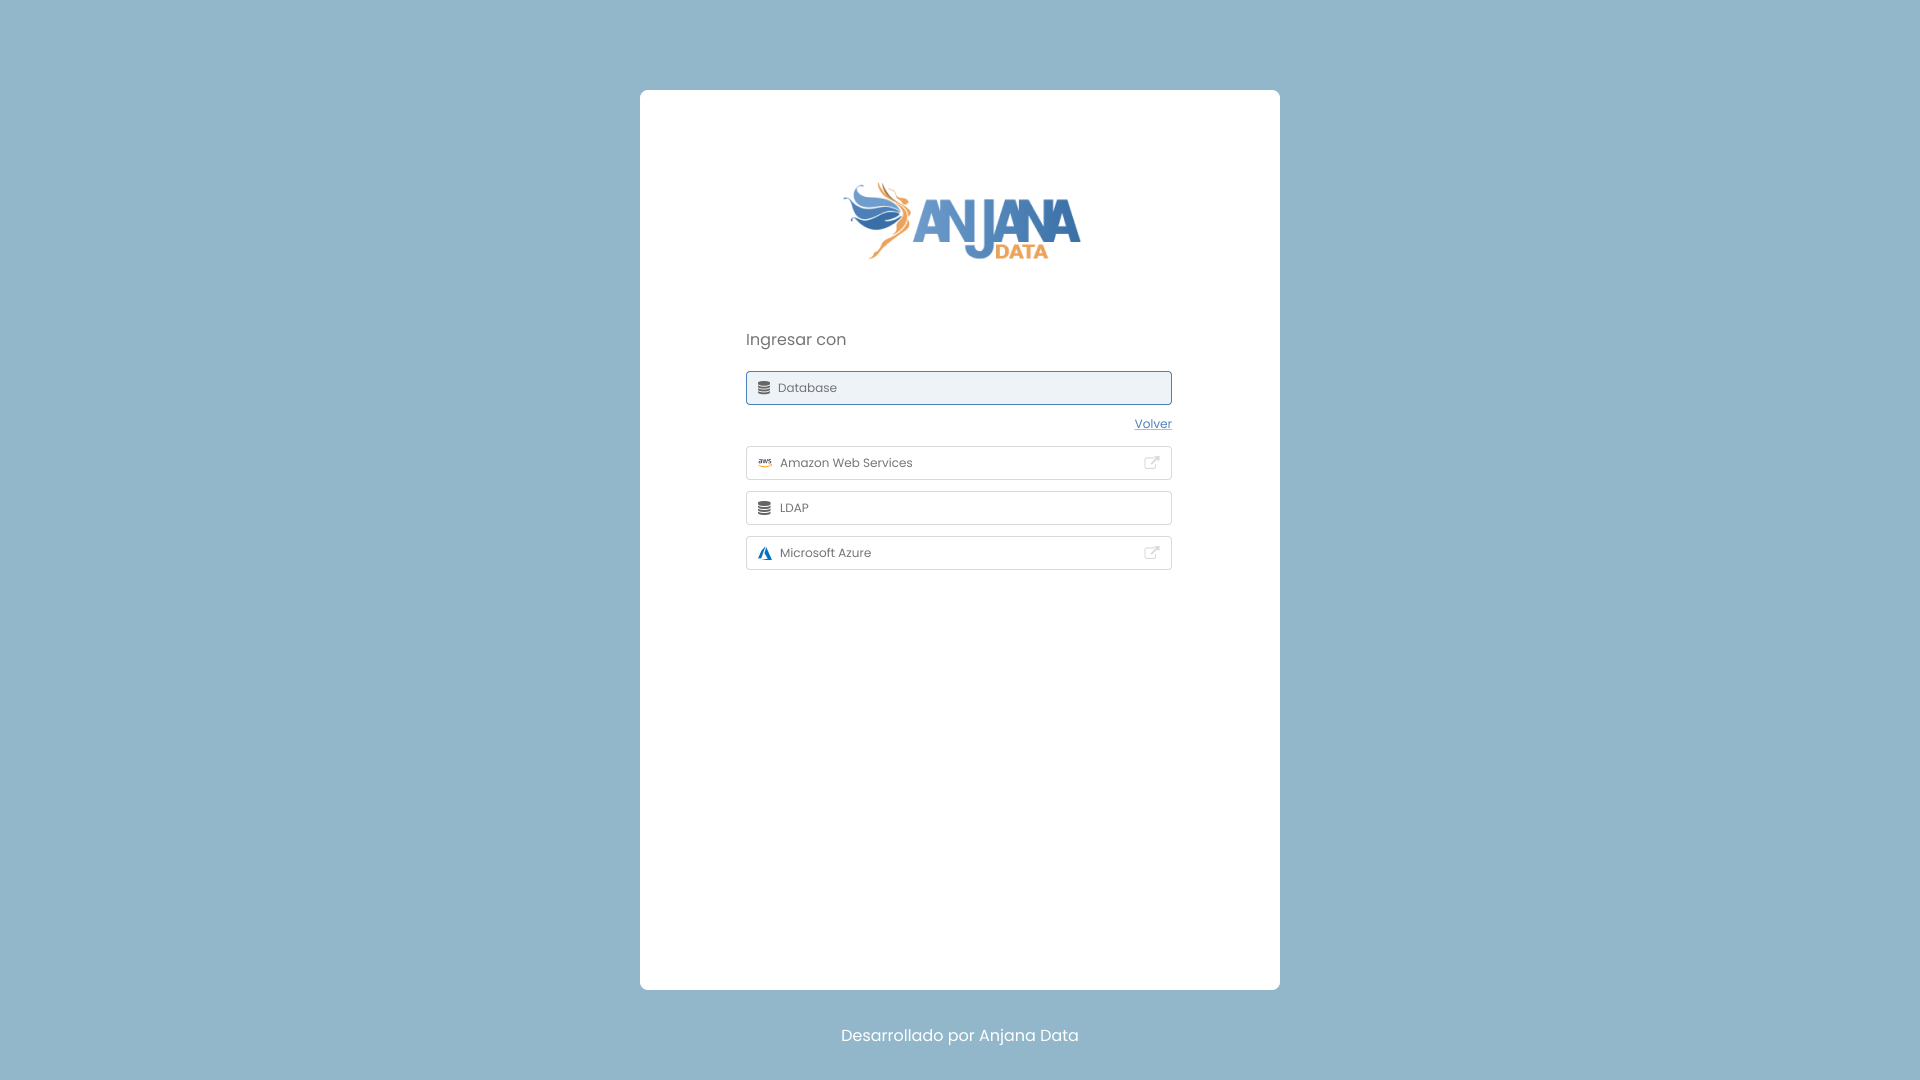 ANJANA
DATA
Ingresar con
Database
Volver
aws Amazon Web Services
LDAP
Microsoft Azure
Desarrollado por Anjana Data